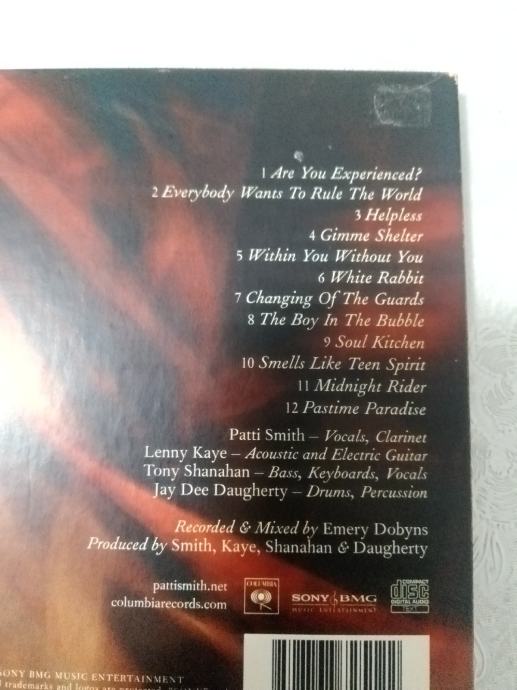 1 Are You Experienced?
2 Everybody Wants To Rule The World
3 Helpless
4 Gimme Shelter
5 Within You Without You
6 White Rabbit
7 Changing Of The Guards
8 The Boy In The Bubble
9 Soul Kitchen
10 Smells Like Teen Spirit
11 Midnight Rider
12 Pastime Paradise
Patti Smith – Vocals, Clarinet
Lenny Kaye – Acoustic and Electric Guitar
Tony Shanahan – Bass, Keyboards, Vocals
Jay Dee Daugherty – Drums, Percussion
Recorded & Mixed by Emery Dobyns
Produced by Smith, Kaye, Shanahan & Daugherty
pattismith.net
columbiarecords.com
COLUMBIA
SONY BMG
MUSIC ENTERTAINMENT
COMPACT
disc
DIGITAL AUDIO
TEXT
SONY BMG MUSIC ENTERTAINMENT
trademarks and logos are protected.